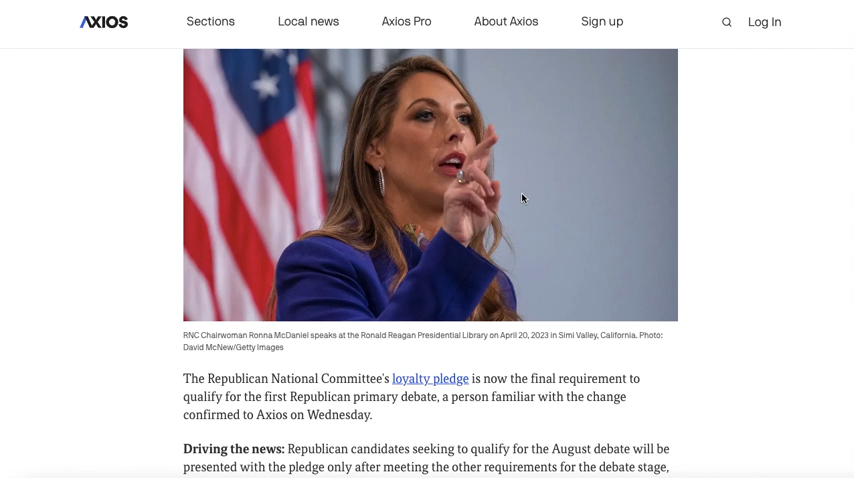 AXIOS Sections Local news Axios Pro About Axios Sign up Log In
RNC Chairwoman Ronna McDaniel speaks at the Ronald Reagan Presidential Library on April 20, 2023 in Simi Valley, California. Photo:
David McNew/Getty Images
The Republican National Committee's loyalty pledge is now the final requirement to
qualify for the first Republican primary debate, a person familiar with the change
confirmed to Axios on Wednesday.
Driving the news: Republican candidates seeking to qualify for the August debate will be
presented with the pledge only after meeting the other requirements for the debate stage,